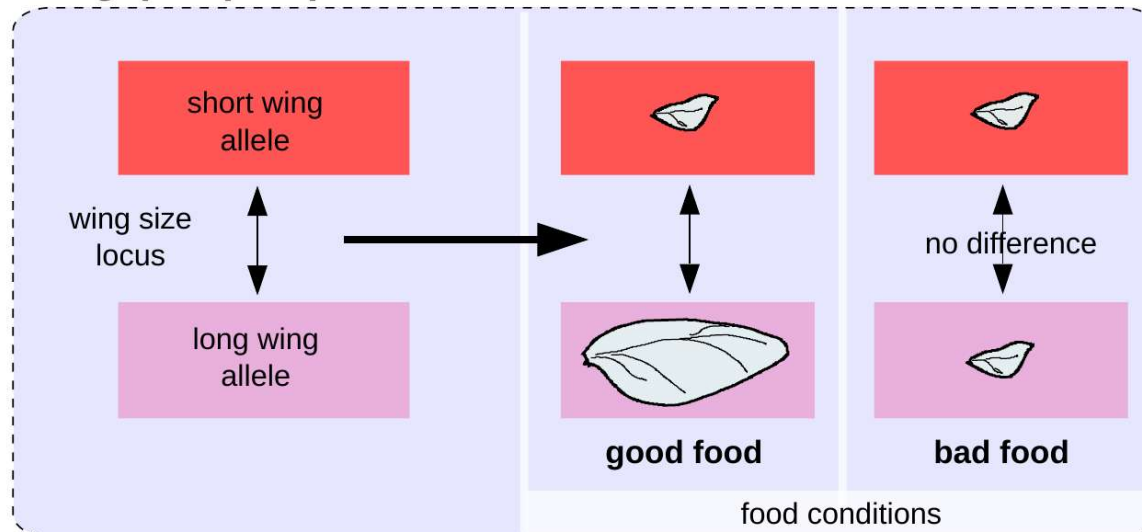 short wing
allele
wing size
locus
no difference
long wing
allele
good food
bad food
food conditions